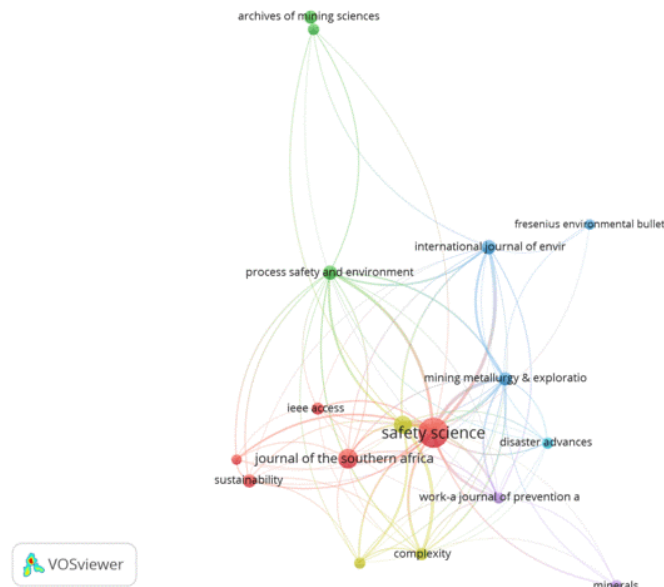 archives of mining sciences
fresenius environmental bullet
international journal of envir
process safety and environment
mining metallurgy & exploratio
ieee access
safety science
disaster advances
journal of the southern africa
sustainability
work-a journal of prevention a
complexity
VOSviewer
minerals